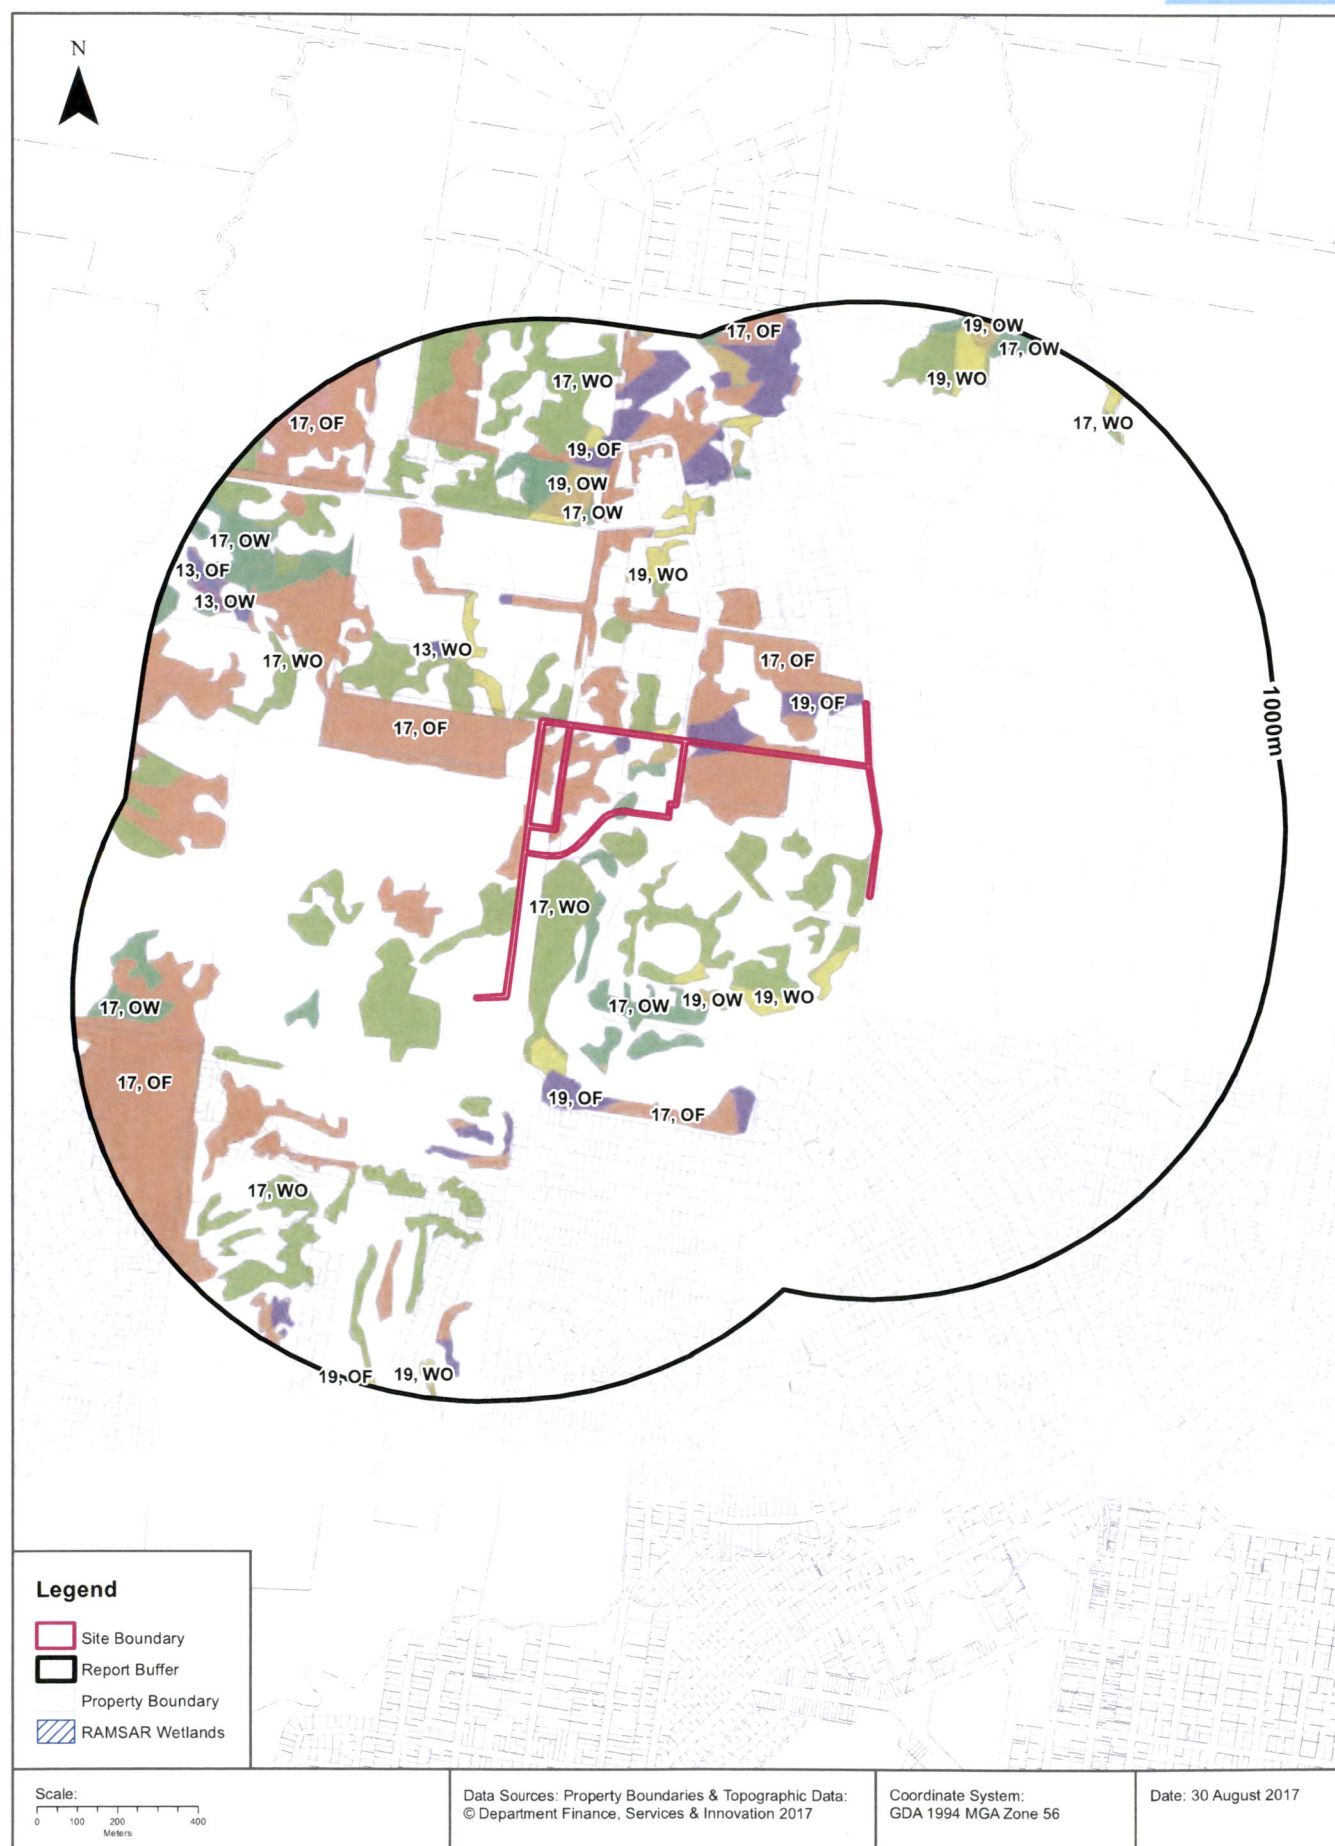 N
17, OF
19, OW
17, OW
17, WO
19, WO
17, OF
17, WO
19, OF
19, OW
17, OW
17, OW
13, OF
19, WO
13, OW
13, WO
17, WO
17, OF
19, OF
17, OF
1000m
17, WO
17, OW
17, OW
19, OW
19, WO
17, OF
19, OF
17, OF
17, WO
19, OF
19, WO
Legend
Site Boundary
Report Buffer
Property Boundary
RAMSAR Wetlands
Scale:
0 100 200 400
Meters
Data Sources: Property Boundaries & Topographic Data:
© Department Finance, Services & Innovation 2017
Coordinate System:
GDA 1994 MGA Zone 56
Date: 30 August 2017